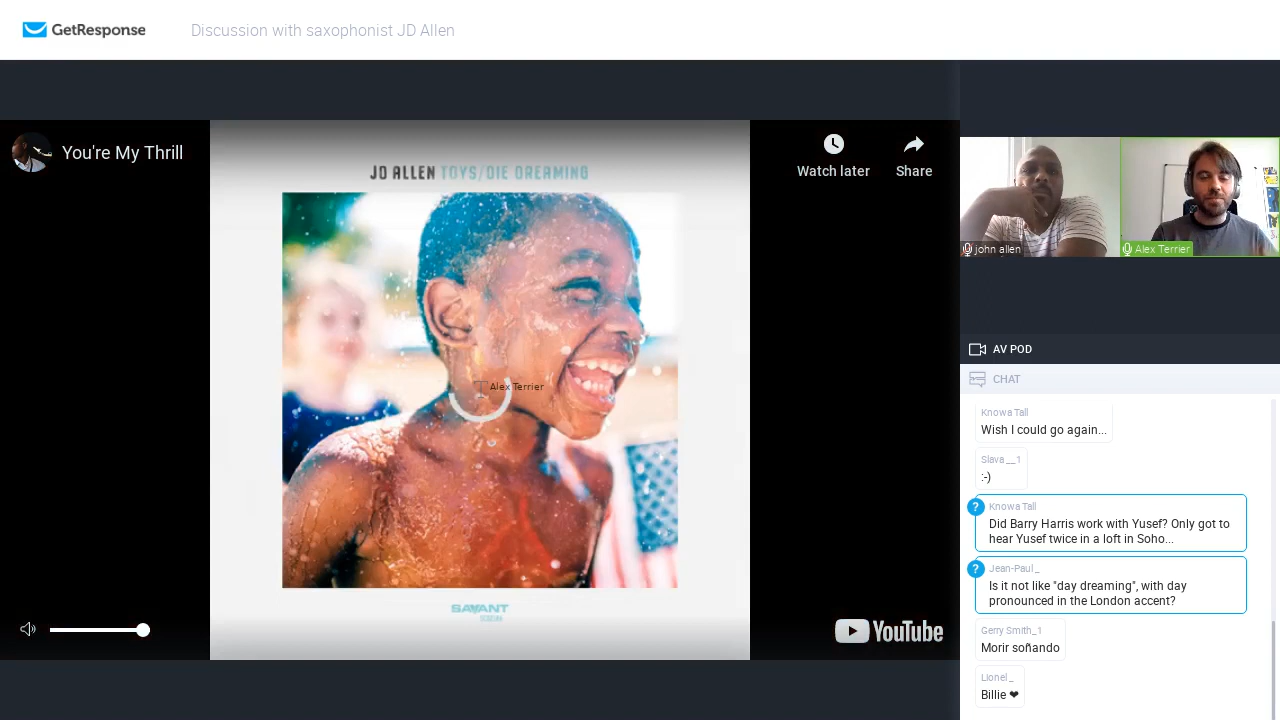 GetResponse
Discussion with saxophonist JD Allen
You're My Thrill
Watch later
Share
JD ALLEN TOYS/DIE DREAMING
Alex Terrier
SAVANT
YouTube
john allen
Alex Terrier
AV POD
CHAT
Knowa Tall
Wish I could go again...
Slava__1
:-)
?
Knowa Tall
Did Barry Harris work with Yusef? Only got to
hear Yusef twice in a loft in Soho...
?
Jean-Paul_
Is it not like "day dreaming", with day
pronounced in the London accent?
Gerry Smith_1
Morir soñando
Lionel_
Billie ❤